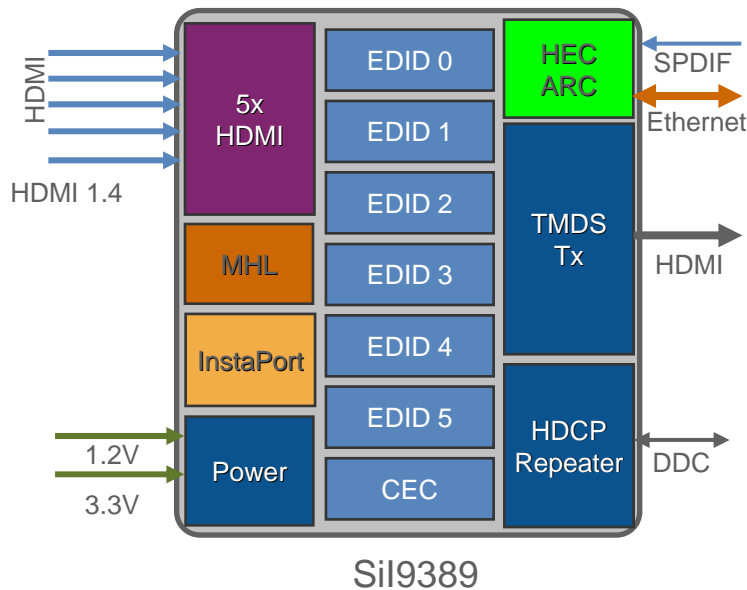 HDMI
HDMI 1.4
1.2V
3.3V
5x
HDMI
MHL
InstaPort
Power
EDID 0
EDID 1
EDID 2
EDID 3
EDID 4
EDID 5
CEC
HEC
ARC
TMDS
Tx
HDCP
Repeater
SPDIF
Ethernet
HDMI
DDC
SiI9389